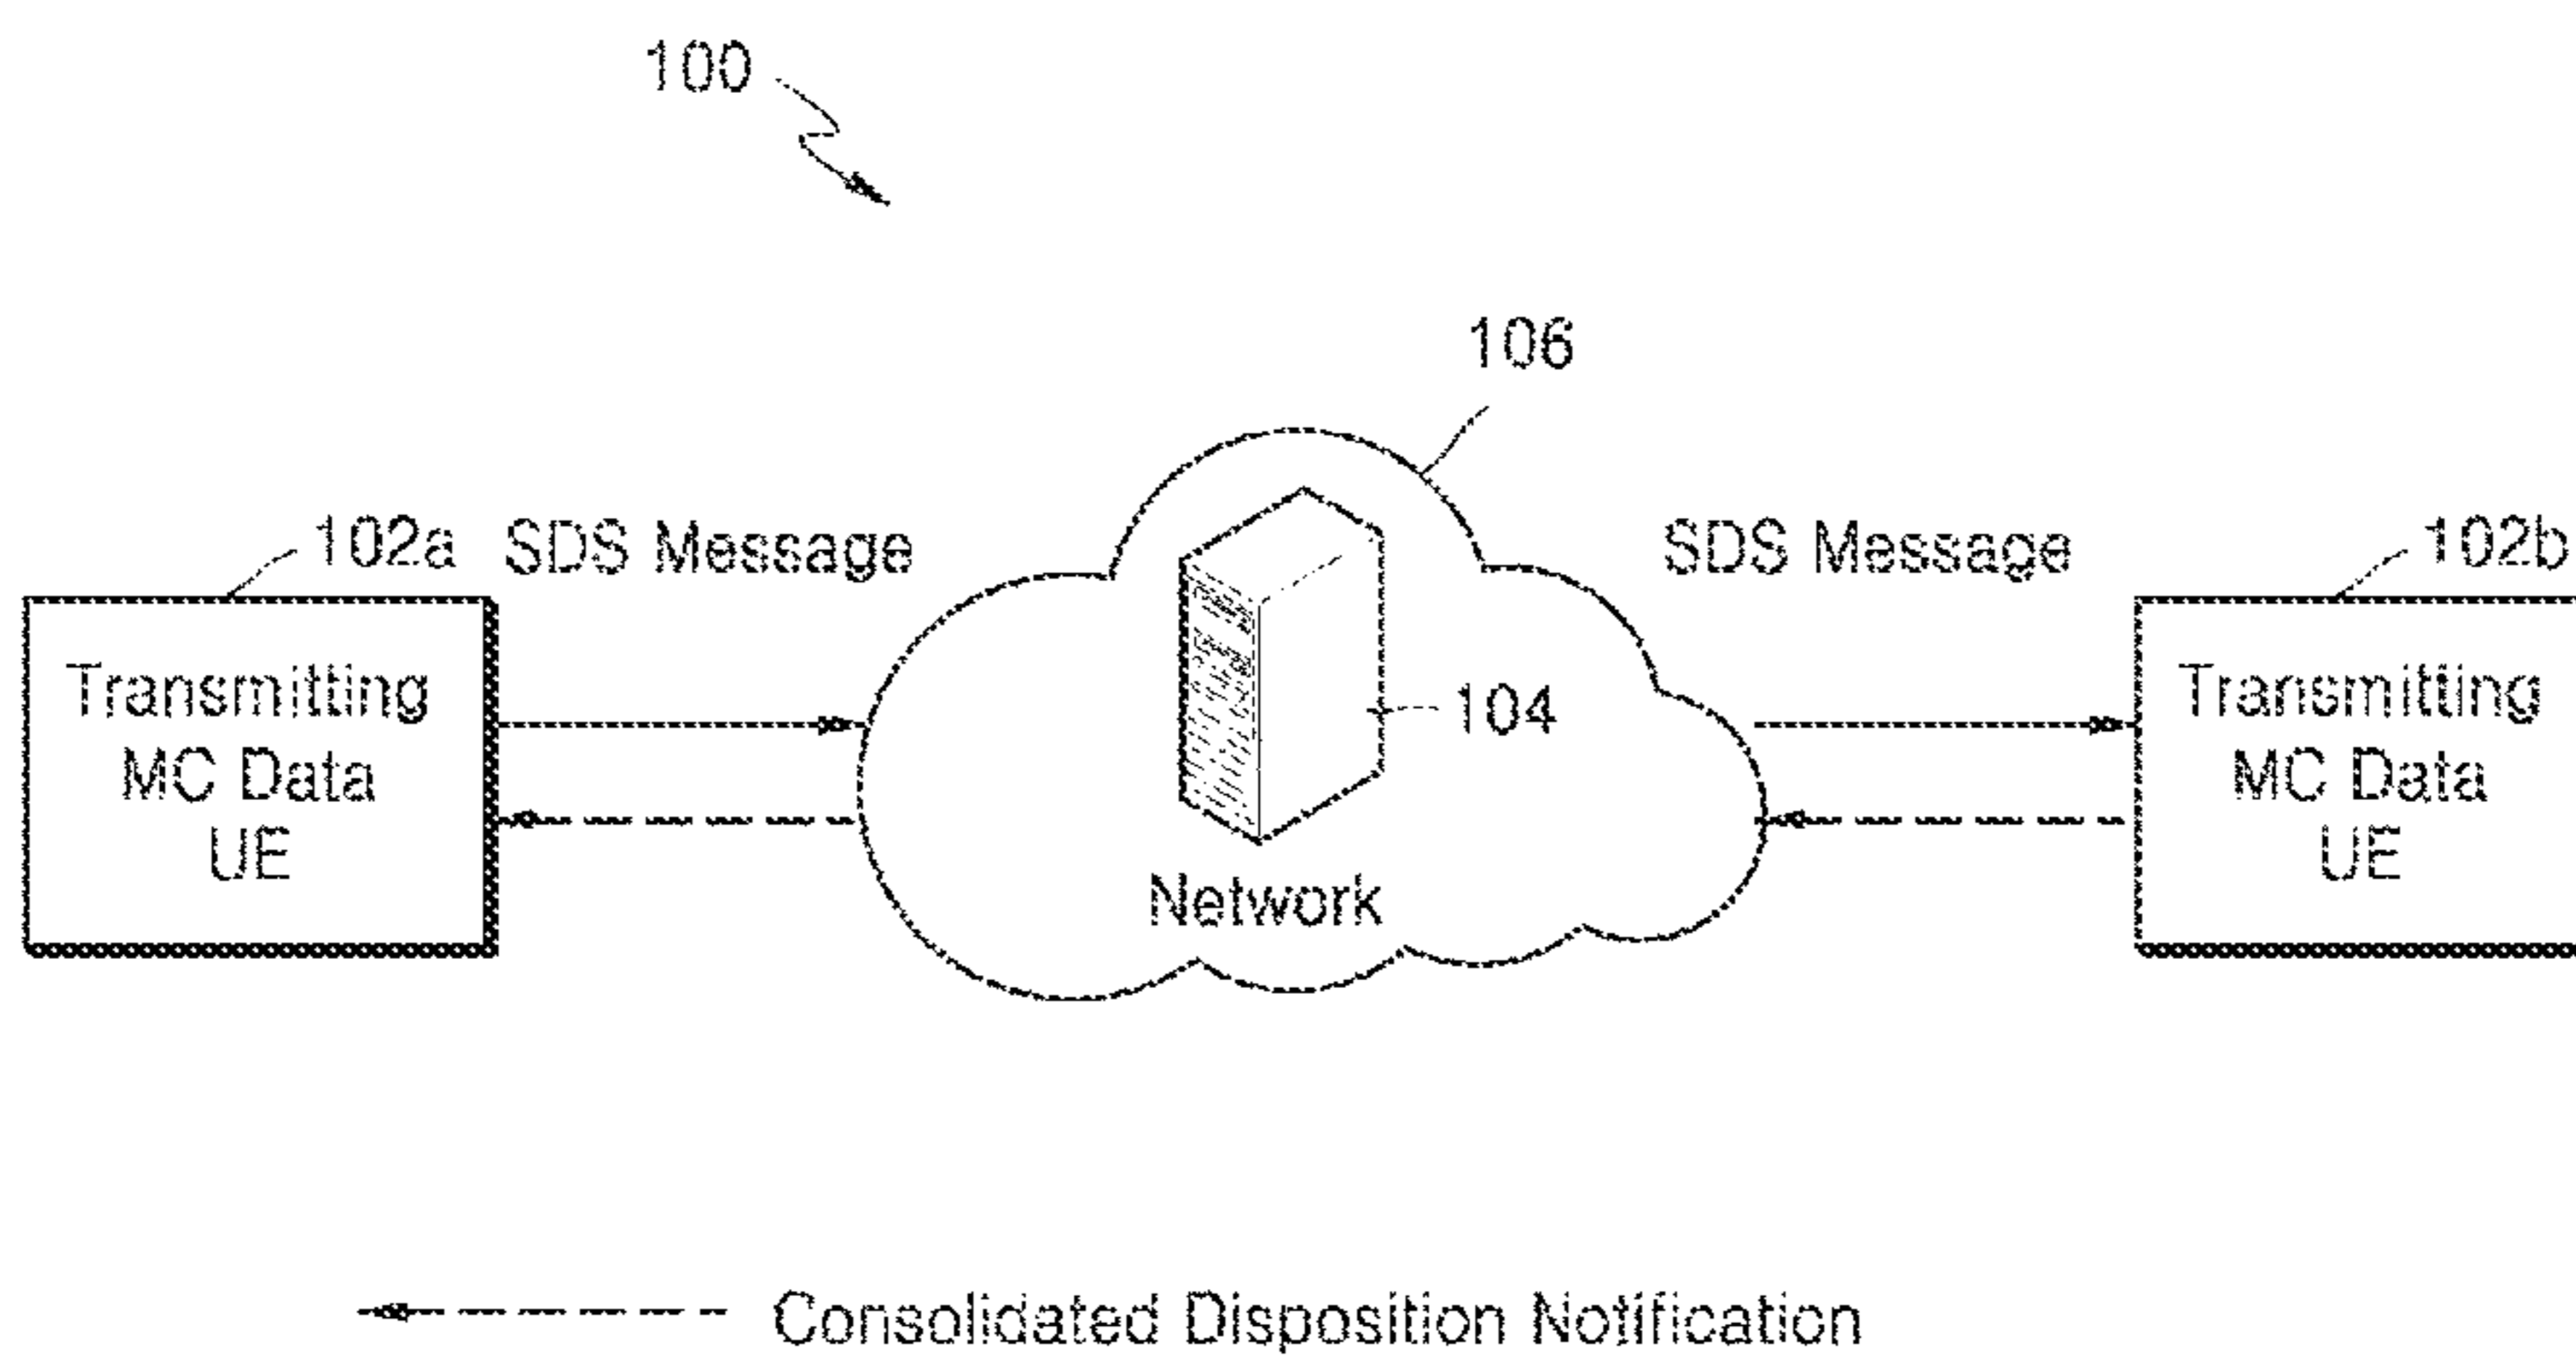 100
106
102a
SDS Message
SDS Message
102b
Transmitting
MC Data
UE
104
Transmitting
MC Data
UE
Network
Consolidated Disposition Notification